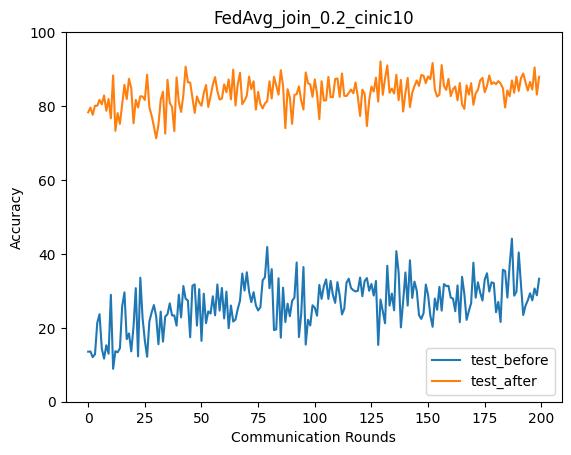 FedAvg_join_0.2_cinic10
100
80
60
40
20
0
Accuracy
test_before
test_after
0 25 50 75 100 125 150 175 200
Communication Rounds